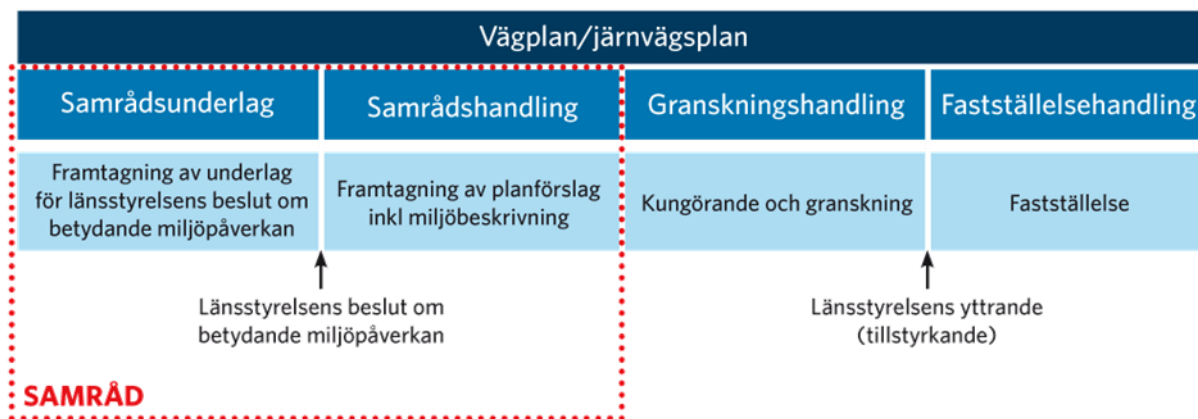 Vägplan/järnvägsplan
Samrådsunderlag
Samrådshandling
Granskningshandling
Fastställelsehandling
Framtagning av underlag
för länsstyrelsens beslut om
betydande miljöpåverkan
Framtagning av planförslag
inkl miljöbeskrivning
Kungörande och granskning
Fastställelse
Länsstyrelsens beslut om
betydande miljöpåverkan
Länsstyrelsens yttrande
(tillstyrkande)
SAMRÅD